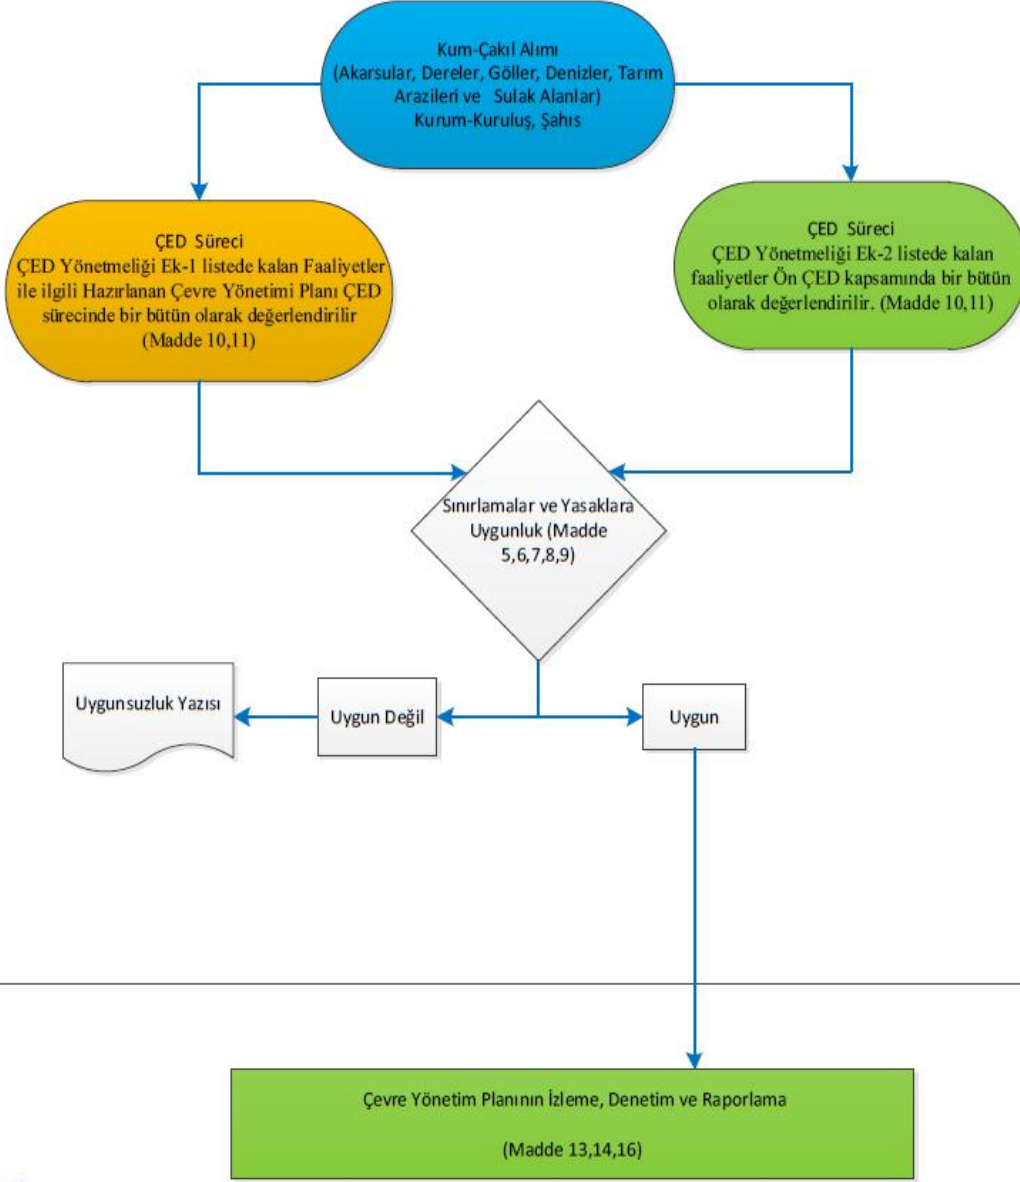 Kum-Çakıl Alımı
(Akarsular, Dereler, Göller, Denizler, Tarım
Arazileri ve Sulak Alanlar)
Kurum-Kuruluş, Şahıs
ÇED Süreci
ÇED Yönetmeliği Ek-1 listede kalan Faaliyetler
ile ilgili Hazırlanan Çevre Yönetimi Planı ÇED
sürecinde bir bütün olarak değerlendirilir
(Madde 10,11)
ÇED Süreci
ÇED Yönetmeliği Ek-2 listede kalan
faaliyetler Ön ÇED kapsamında bir bütün
olarak değerlendirilir. (Madde 10,11)
Sınırlamalar ve Yasaklara
Uygunluk (Madde
5,6,7,8,9)
Uygunsuzluk Yazısı
Uygun Değil
Uygun
Çevre Yönetim Planının İzleme, Denetim ve Raporlama
(Madde 13,14,16)